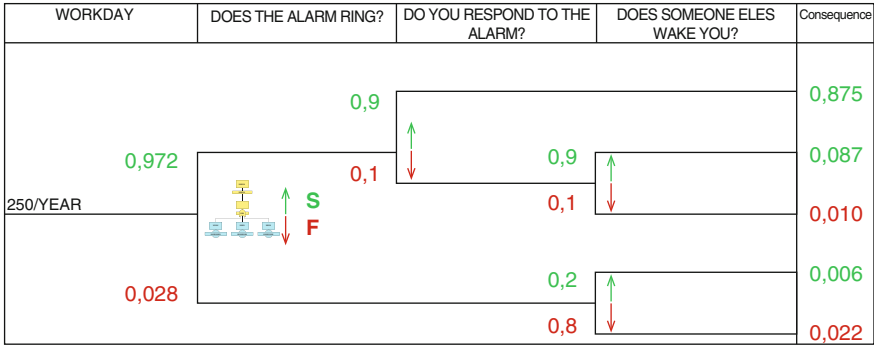 WORKDAY
DOES THE ALARM RING?
DO YOU RESPOND TO THE
ALARM?
DOES SOMEONE ELES
WAKE YOU?
Consequence
0,9
0,875
0,972
0,1
0,9
0,087
250/YEAR
S
F
0,1
0,010
0,028
0,2
0,006
0,8
0,022